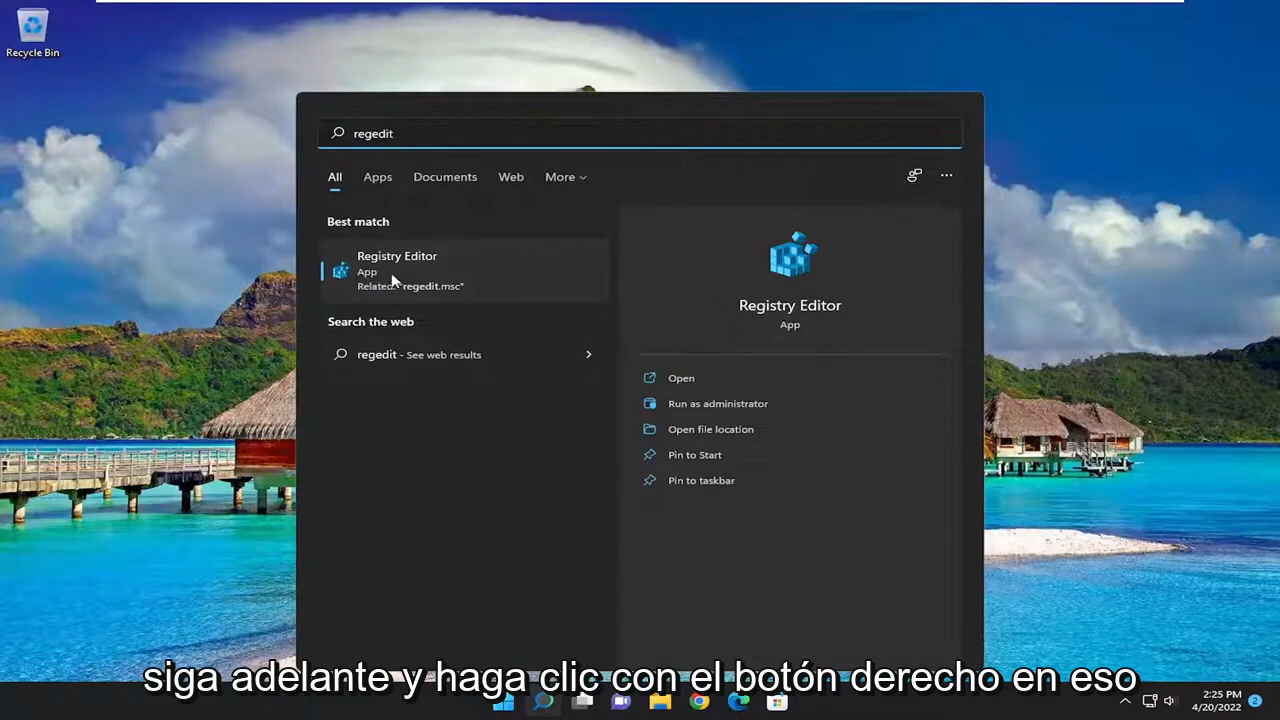 Recycle Bin
regedit
All Apps Documents Web More
Best match
Registry Editor
App
Related: "regedit.msc"
Search the web
regedit - See web results
Registry Editor
App
Open
Run as administrator
Open file location
Pin to Start
Pin to taskbar
siga adelante y haga clic con el botón derecho en eso
2:25 PM
4/20/2022
2